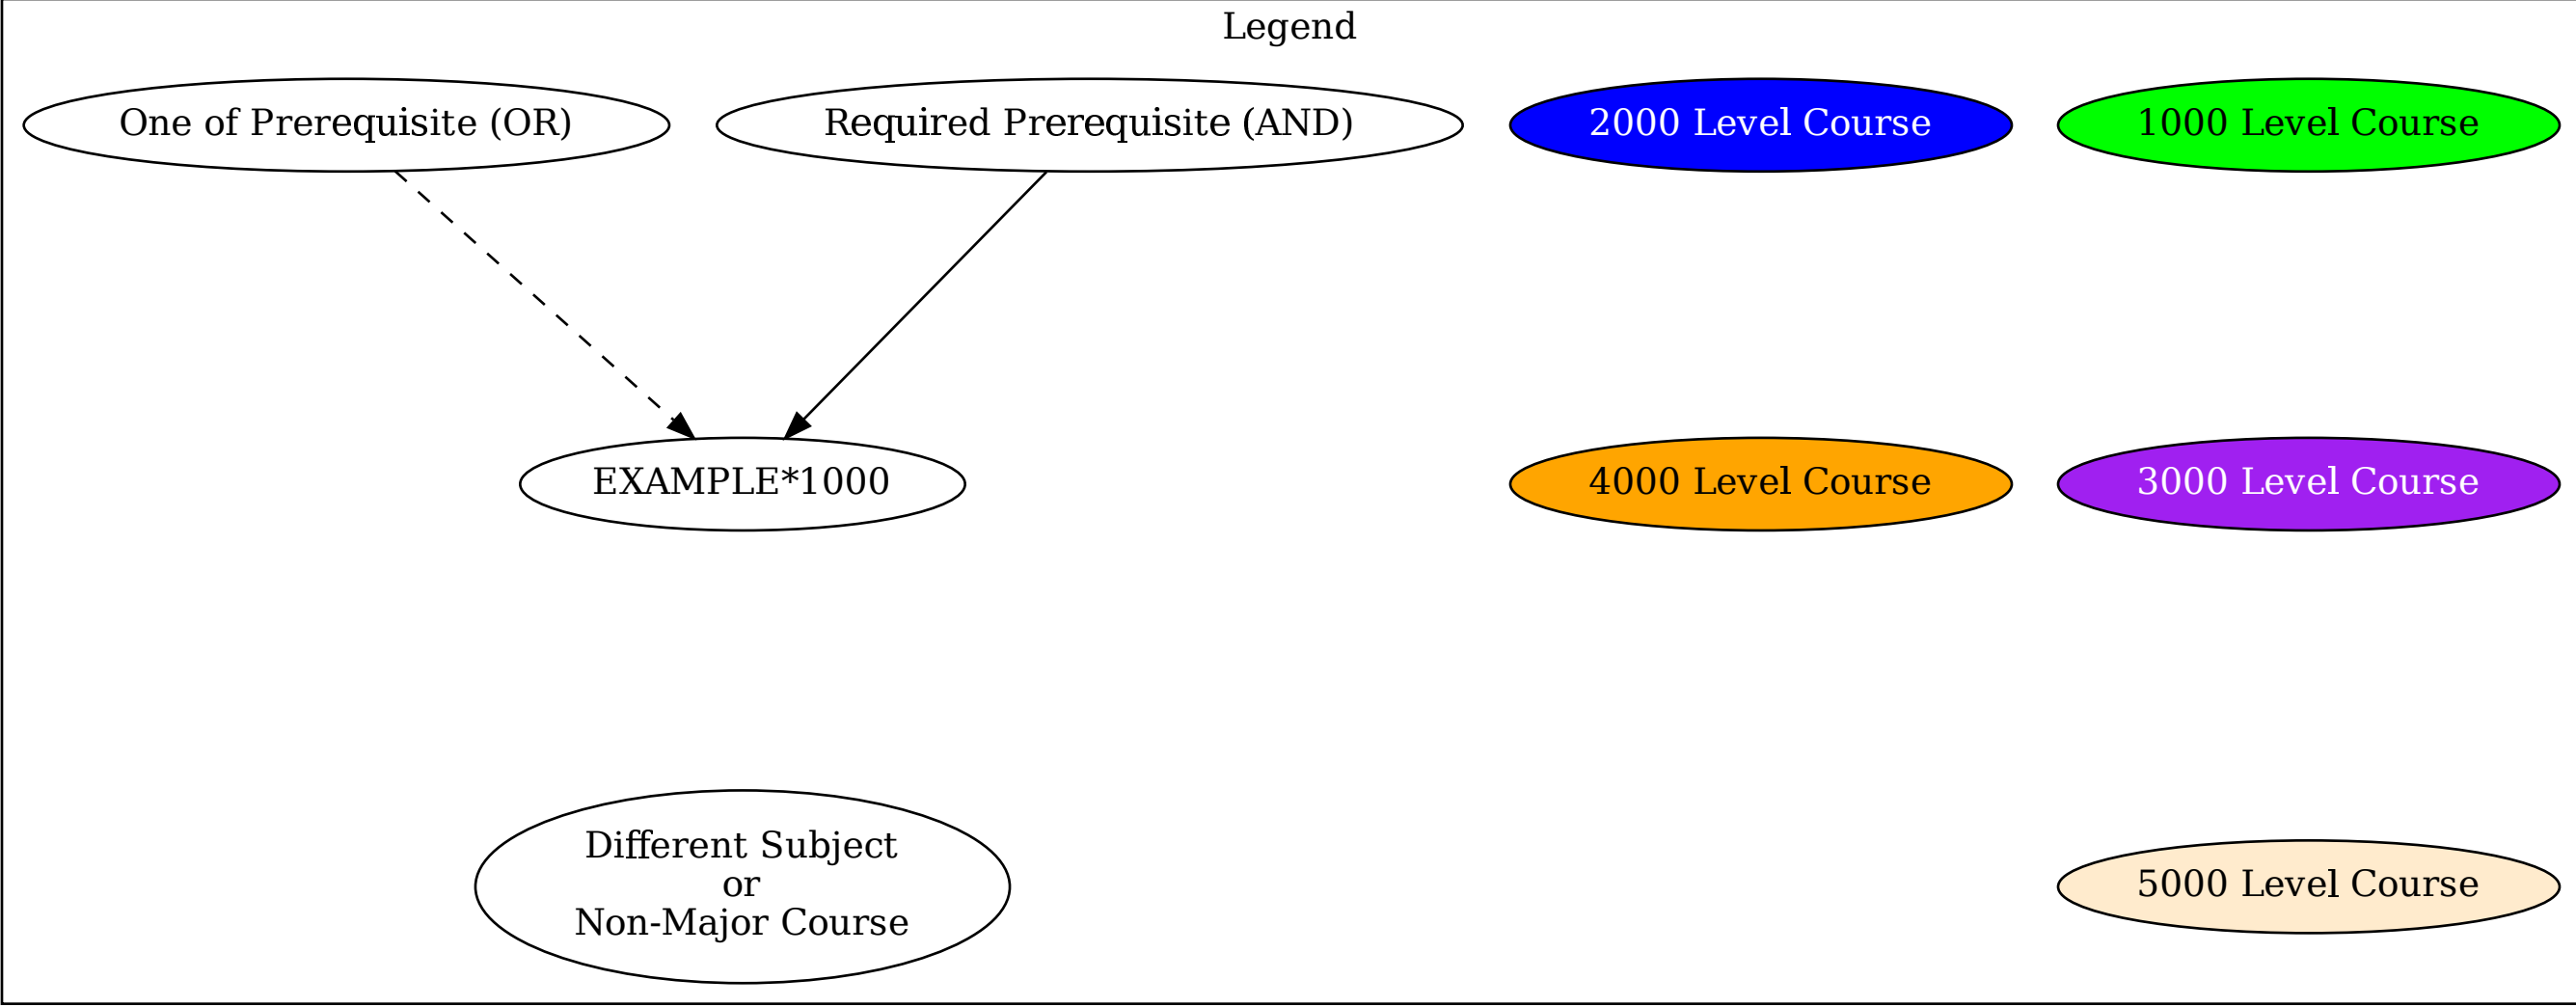 Legend
One of Prerequisite (OR)
Required Prerequisite (AND)
2000 Level Course
1000 Level Course
EXAMPLE*1000
4000 Level Course
3000 Level Course
Different Subject
or
Non-Major Course
5000 Level Course